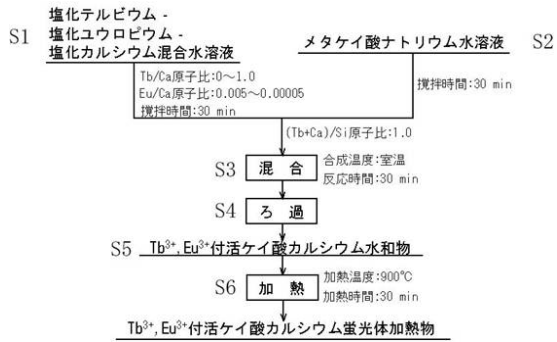 S1
塩化テルビウム -
塩化ユウロピウム -
塩化カルシウム混合水溶液
メタケイ酸ナトリウム水溶液
S2
Tb/Ca原子比:0～1.0
Eu/Ca原子比:0.005～0.00005
攪拌時間:30 min
攪拌時間:30 min
(Tb+Ca)/Si原子比:1.0
S3
混 合
合成温度:室温
反応時間:30 min
S4
ろ 過
S5
Tb³⁺, Eu³⁺付活ケイ酸カルシウム水和物
S6
加 熱
加熱温度:900℃
加熱時間:30 min
Tb³⁺, Eu³⁺付活ケイ酸カルシウム蛍光体加熱物